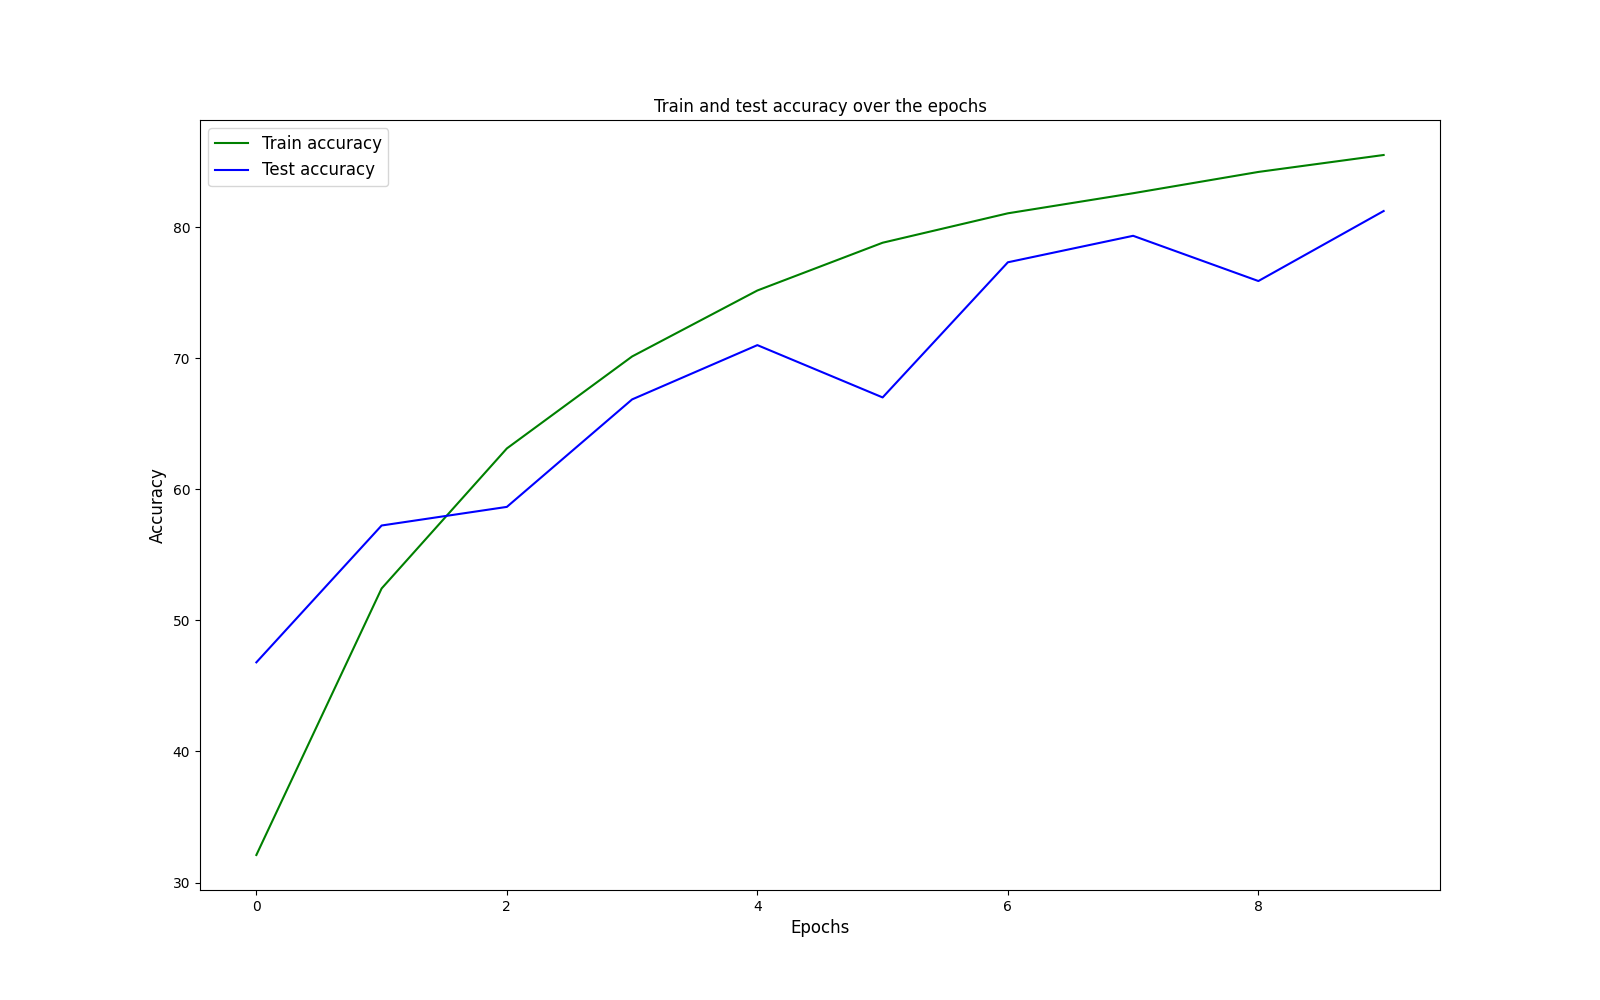 Train and test accuracy over the epochs
Train accuracy
Test accuracy
80
70
60
50
40
30
Accuracy
0 2 4 6 8
Epochs